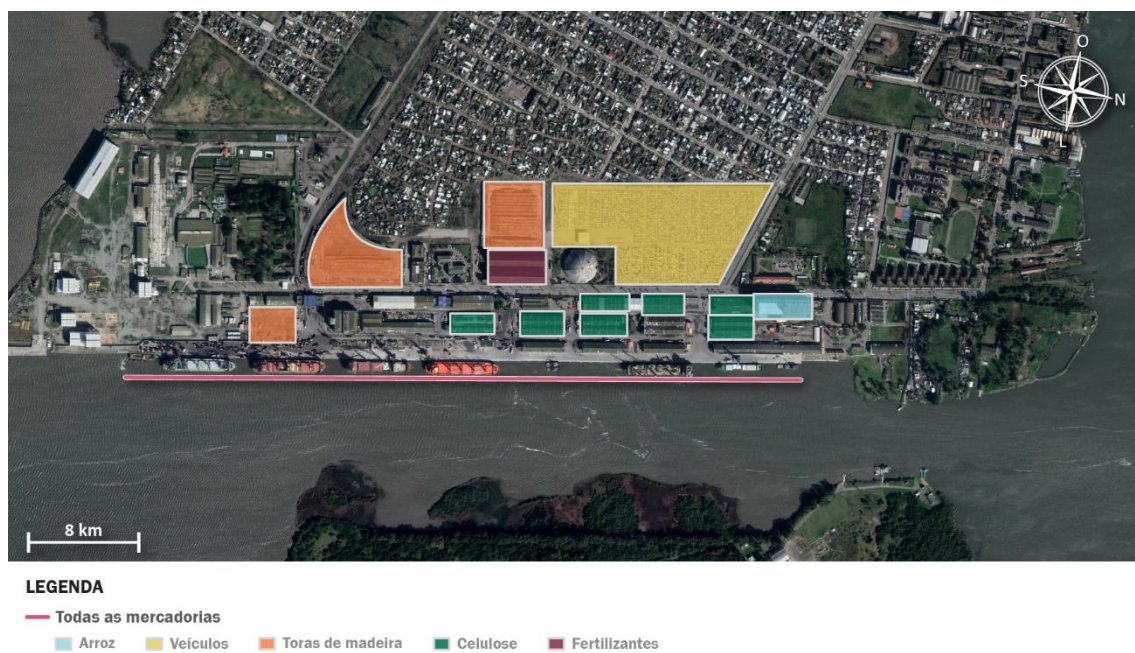 O
S
N
L
8 km
LEGENDA
Todas as mercadorias
Arroz Veículos Toras de madeira Celulose Fertilizantes